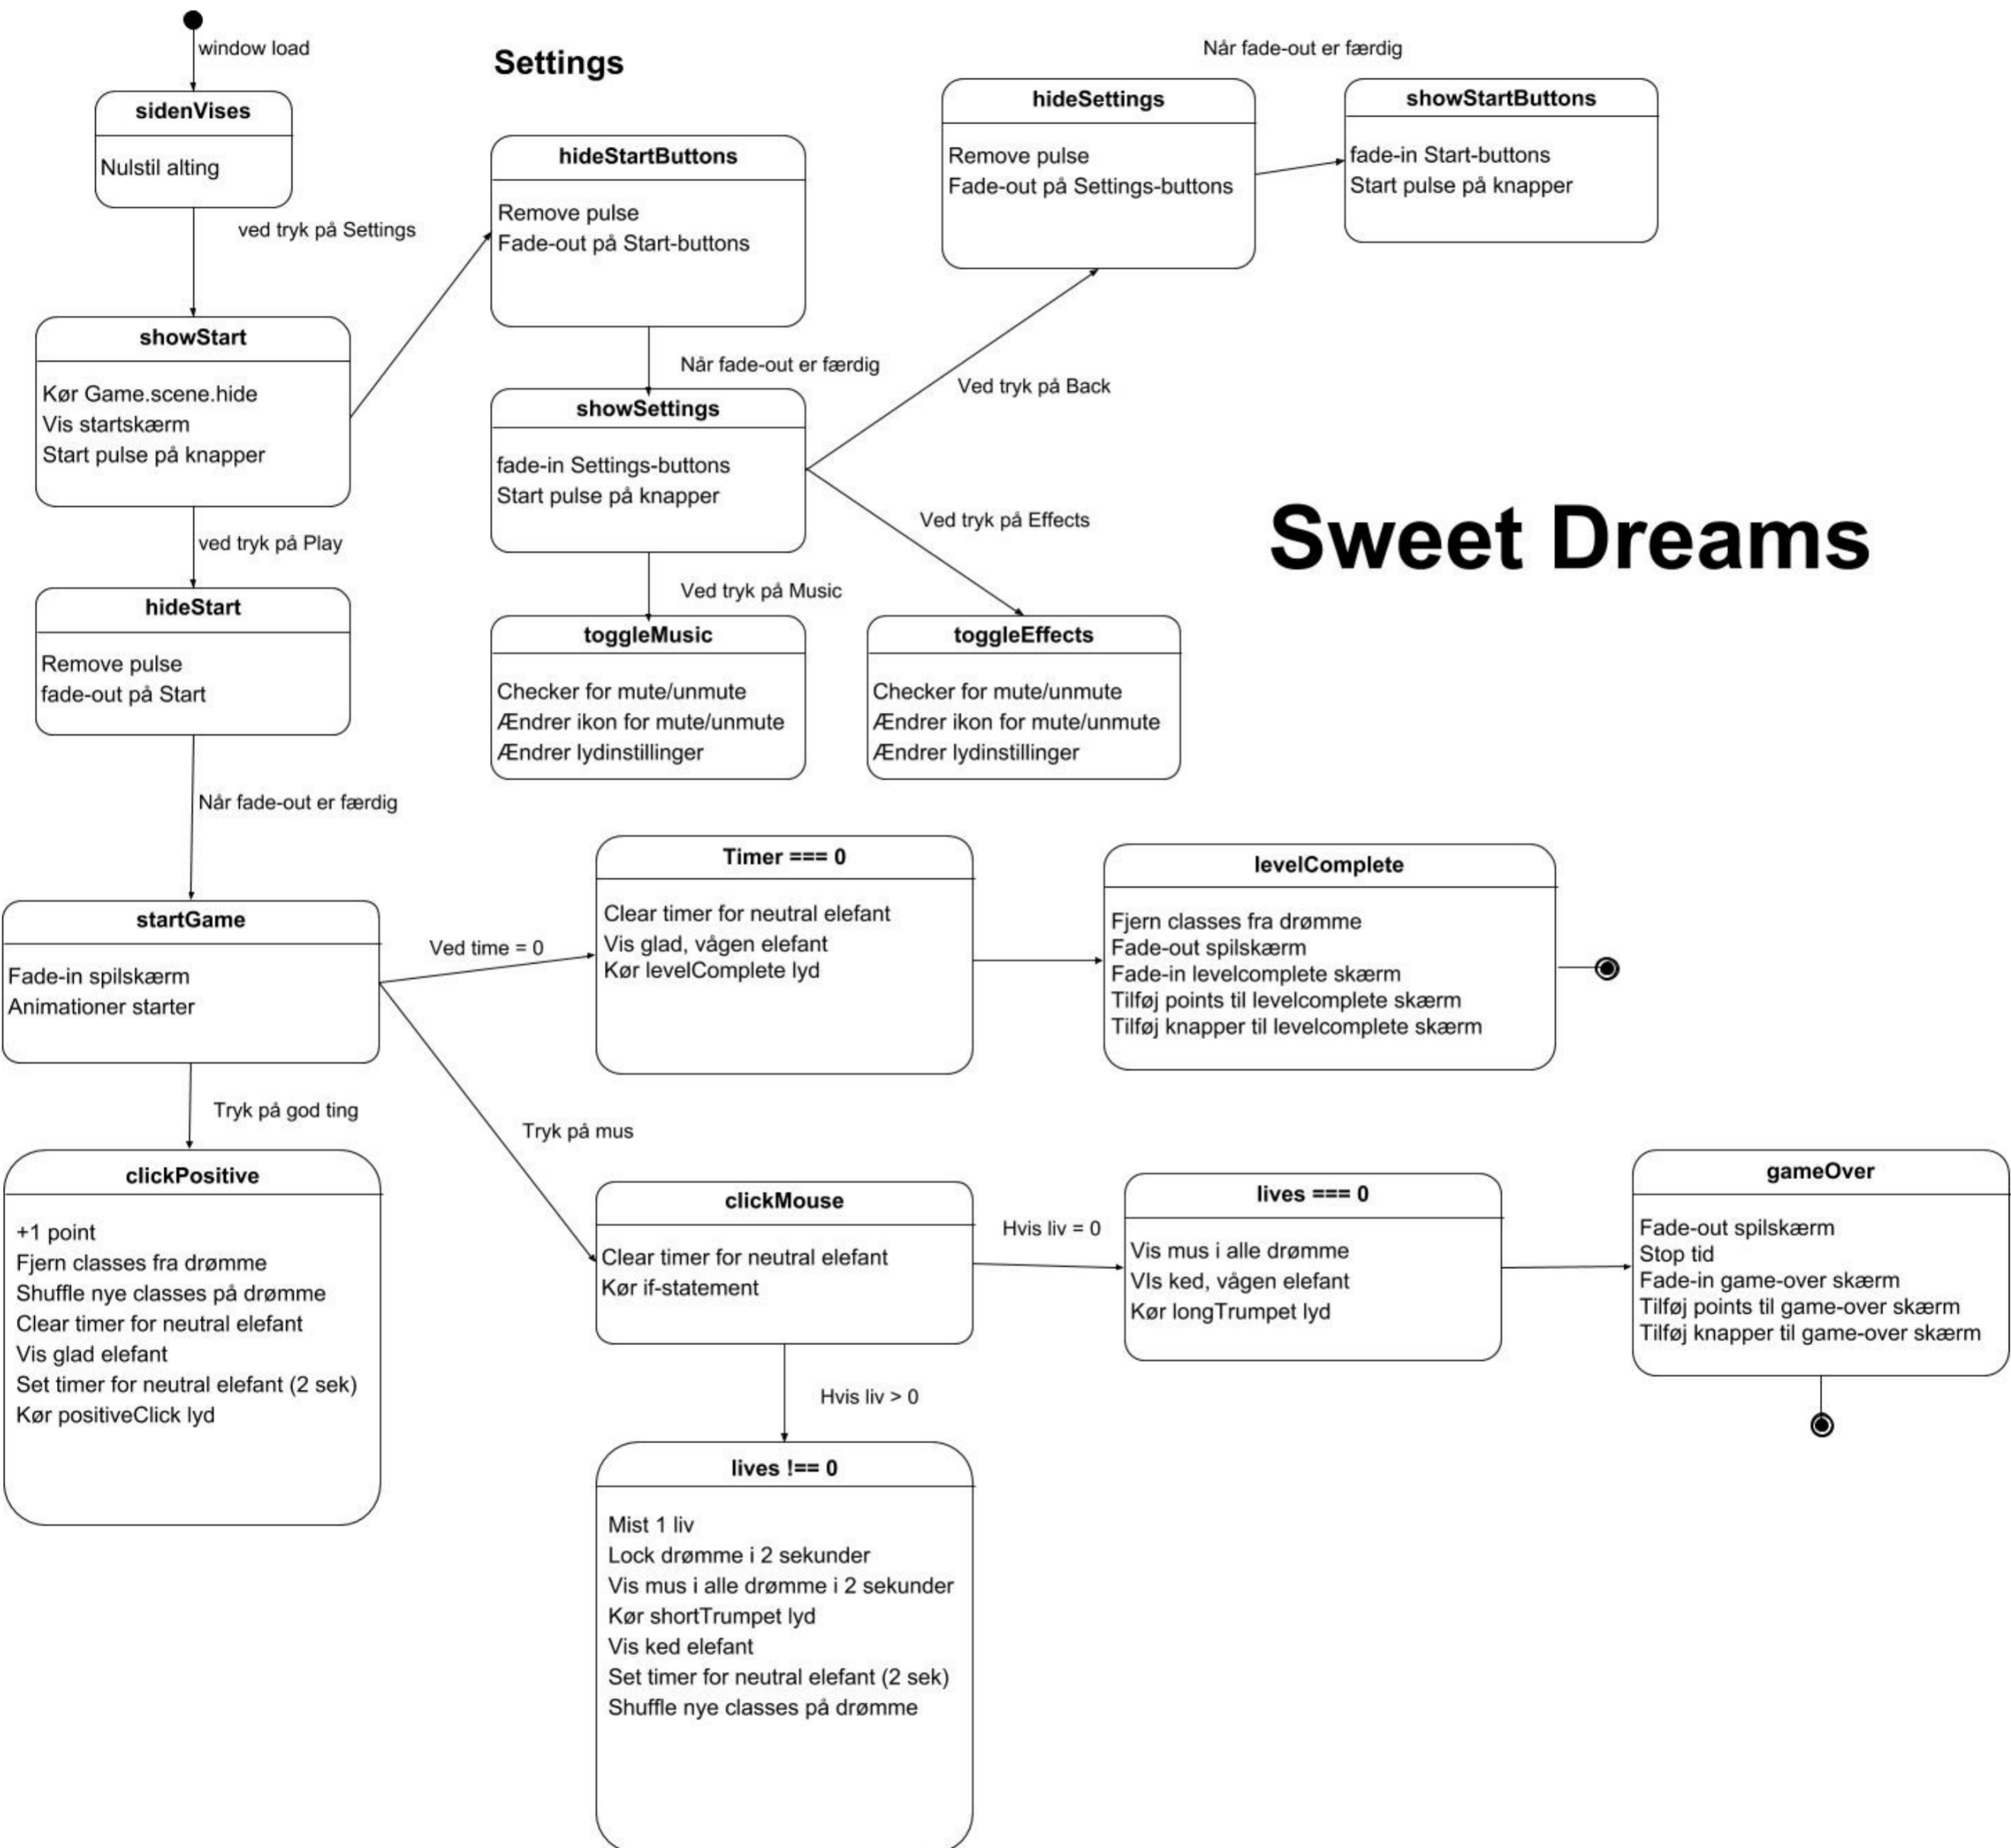 window load
sidenVises
Nulstil alting
ved tryk på Settings
showStart
Kør Game.scene.hide
Vis startskærm
Start pulse på knapper
ved tryk på Play
hideStart
Remove pulse
fade-out på Start
Når fade-out er færdig
Settings
hideStartButtons
Remove pulse
Fade-out på Start-buttons
Når fade-out er færdig
showSettings
fade-in Settings-buttons
Start pulse på knapper
Ved tryk på Back
hideSettings
Remove pulse
Fade-out på Settings-buttons
Når fade-out er færdig
showStartButtons
fade-in Start-buttons
Start pulse på knapper
Ved tryk på Effects
Ved tryk på Music
toggleMusic
Checker for mute/unmute
Ændrer ikon for mute/unmute
Ændrer lydinstillinger
toggleEffects
Checker for mute/unmute
Ændrer ikon for mute/unmute
Ændrer lydinstillinger
Sweet Dreams
startGame
Fade-in spilskærm
Animationer starter
Ved time = 0
Timer === 0
Clear timer for neutral elefant
Vis glad, vågen elefant
Kør levelComplete lyd
levelComplete
Fjern classes fra drømme
Fade-out spilskærm
Fade-in levelcomplete skærm
Tilføj points til levelcomplete skærm
Tilføj knapper til levelcomplete skærm
Tryk på god ting
clickPositive
+1 point
Fjern classes fra drømme
Shuffle nye classes på drømme
Clear timer for neutral elefant
Vis glad elefant
Set timer for neutral elefant (2 sek)
Kør positiveClick lyd
Tryk på mus
clickMouse
Clear timer for neutral elefant
Kør if-statement
Hvis liv = 0
lives === 0
Vis mus i alle drømme
VIs ked, vågen elefant
Kør longTrumpet lyd
gameOver
Fade-out spilskærm
Stop tid
Fade-in game-over skærm
Tilføj points til game-over skærm
Tilføj knapper til game-over skærm
Hvis liv > 0
lives !== 0
Mist 1 liv
Lock drømme i 2 sekunder
Vis mus i alle drømme i 2 sekunder
Kør shortTrumpet lyd
Vis ked elefant
Set timer for neutral elefant (2 sek)
Shuffle nye classes på drømme